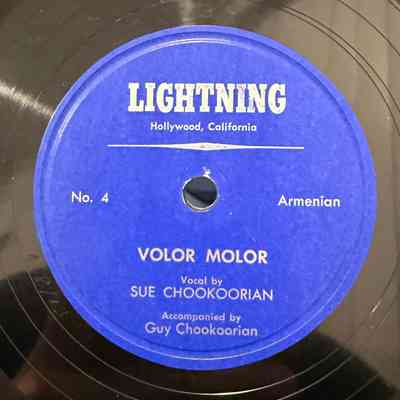 LIGHTNING
Hollywood, California
No. 4 Armenian
VOLOR MOLOR
Vocal by
SUE CHOOKOORIAN
Accompanied by
Guy Chookoorian